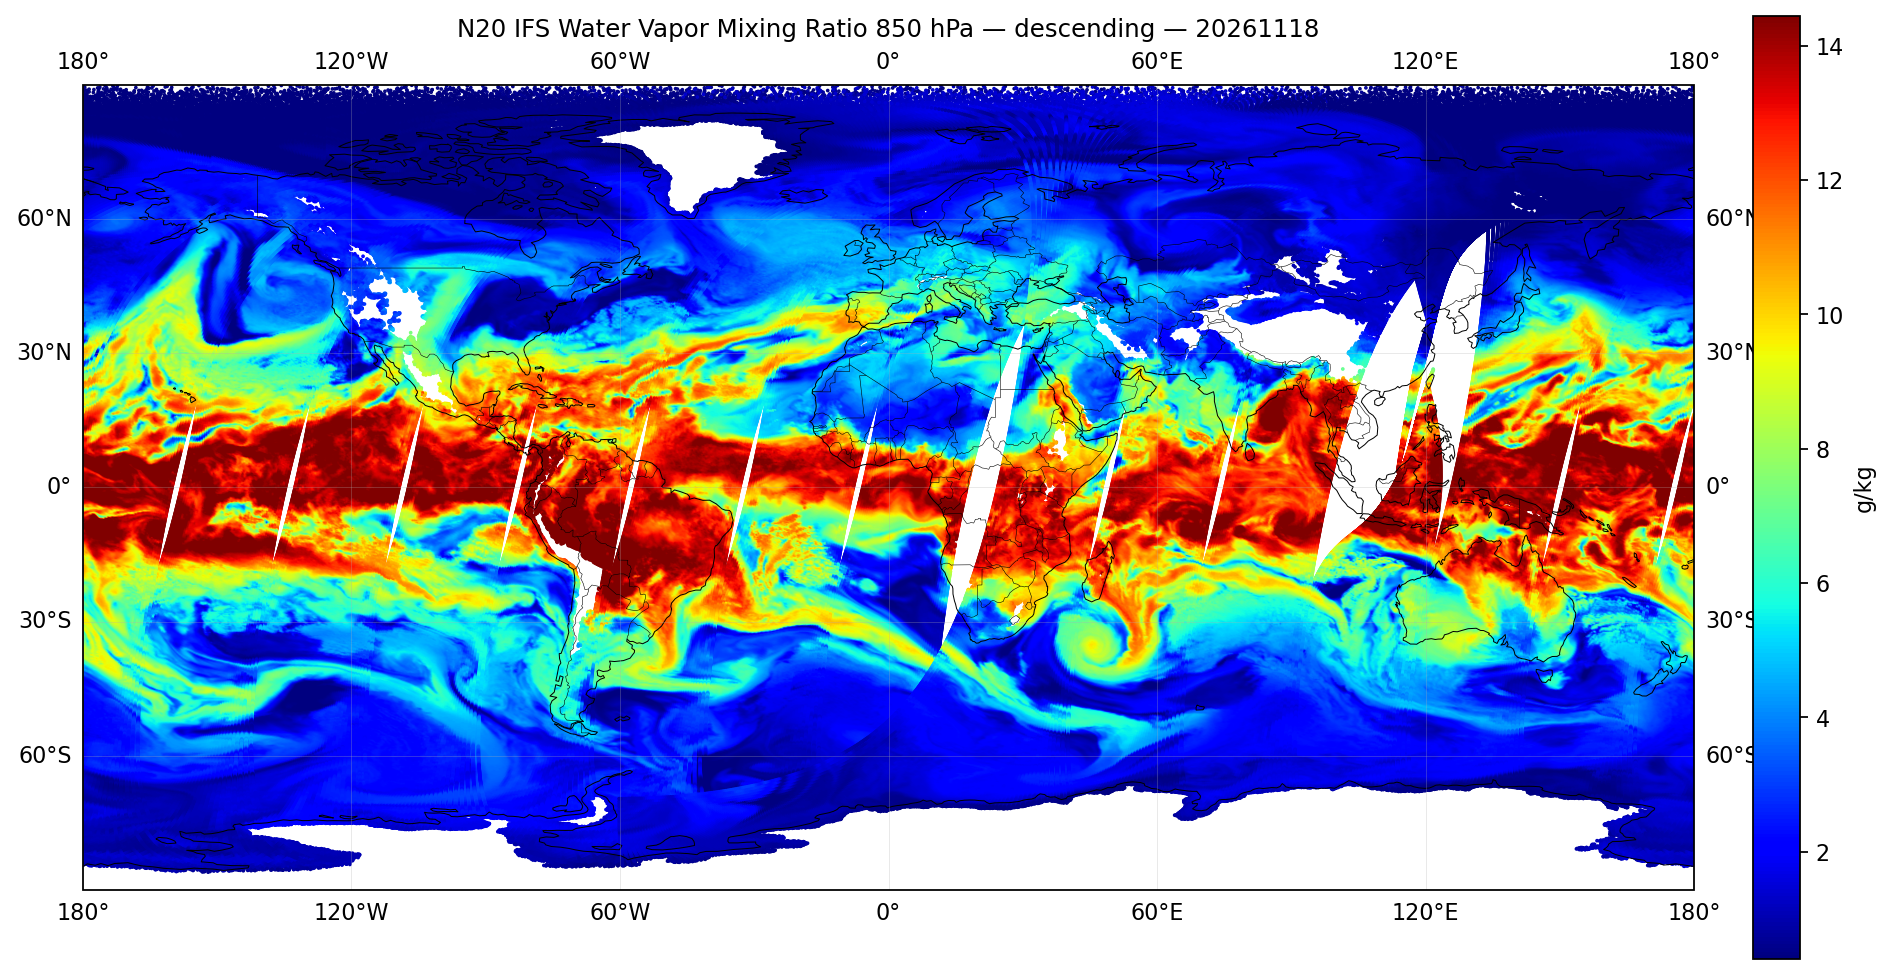 N20 IFS Water Vapor Mixing Ratio 850 hPa — descending — 20261118
180° 120°W 60°W 0° 60°E 120°E 180°
60°N 60°N
30°N 30°N
0° 0°
30°S 30°S
60°S 60°S
180° 120°W 60°W 0° 60°E 120°E 180°
14
12
10
8
6
4
2
g/kg